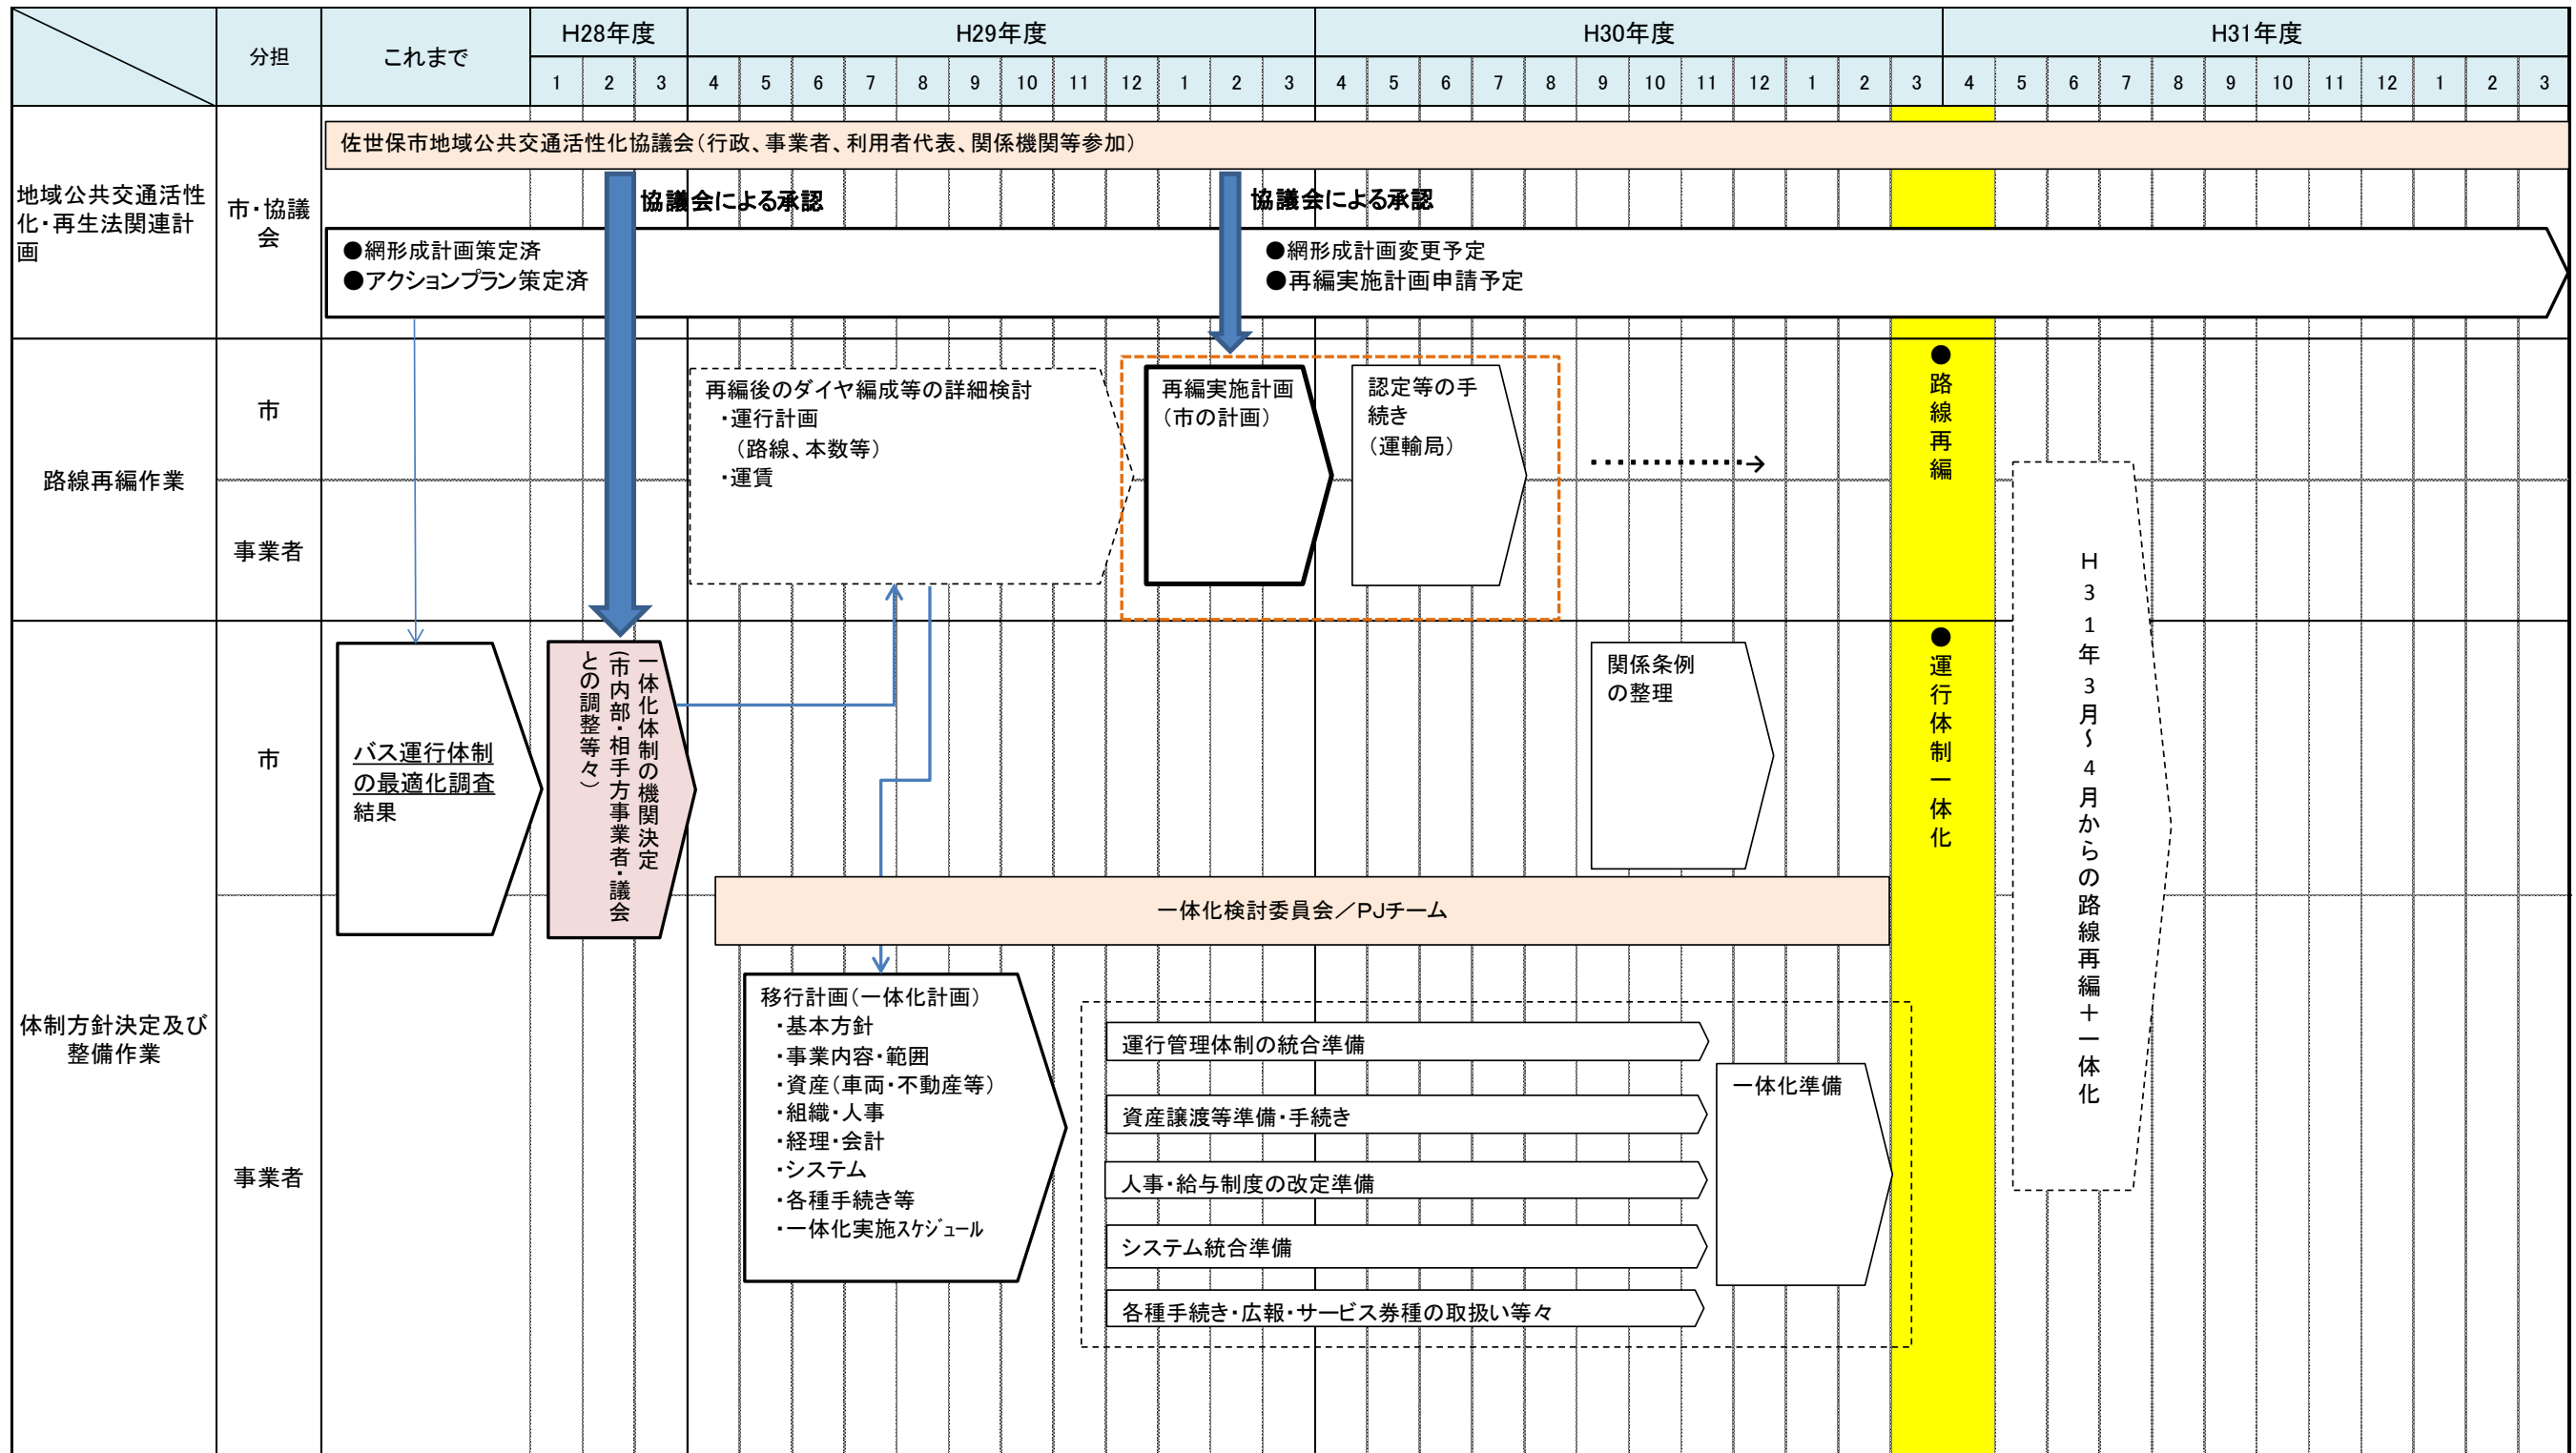 分担
これまで
H28年度
H29年度
H30年度
H31年度
1 2 3 4 5 6 7 8 9 10 11 12 1 2 3 4 5 6 7 8 9 10 11 12 1 2 3 4 5 6 7 8 9 10 11 12 1 2 3
地域公共交通活性
化・再生法関連計
画
市・協議
会
佐世保市地域公共交通活性化協議会(行政、事業者、利用者代表、関係機関等参加)
協議会による承認
協議会による承認
●網形成計画策定済
●アクションプラン策定済
●網形成計画変更予定
●再編実施計画申請予定
路線再編作業
市
事業者
再編後のダイヤ編成等の詳細検討
・運行計画
(路線、本数等)
・運賃
再編実施計画
(市の計画)
認定等の手
続き
(運輸局)
●路線再編
体制方針決定及び
整備作業
市
事業者
バス運行体制
の最適化調査
結果
一体化体制の機関決定
(市内部・相手方事業者・議会
との調整等々)
関係条例
の整理
●運行体制一体化
H31年3月～4月からの路線再編＋一体化
一体化検討委員会／PJチーム
移行計画(一体化計画)
・基本方針
・事業内容・範囲
・資産(車両・不動産等)
・組織・人事
・経理・会計
・システム
・各種手続き等
・一体化実施ｽｹｼﾞｭｰﾙ
運行管理体制の統合準備
資産譲渡等準備・手続き
人事・給与制度の改定準備
システム統合準備
各種手続き・広報・サービス券種の取扱い等々
一体化準備